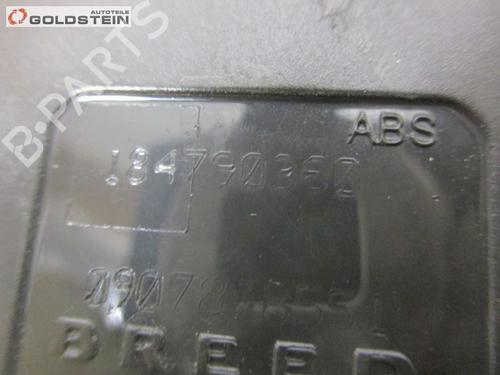 AUTOTEILE
GOLDSTEIN
B-PARTS
ABS
184790360
BREED